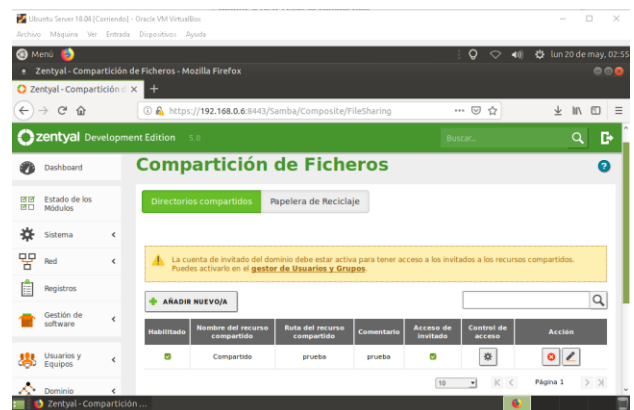 Ubuntu Server 18.04 [Corriendo] - Oracle VM VirtualBox
Archivo Máquina Ver Entrada Dispositivos Ayuda
Menú
lun 20 de may, 02:55
Zentyal - Compartición de Ficheros - Mozilla Firefox
Zentyal - Compartición d
https://192.168.0.6:8443/Samba/Composite/FileSharing
zentyal Development Edition 5.0
Buscar...
Dashboard
Compartición de Ficheros
Estado de los Módulos
Directorios compartidos
Papelera de Reciclaje
Sistema
Red
La cuenta de invitado del dominio debe estar activa para tener acceso a los invitados a los recursos compartidos.
Puedes activarlo en el gestor de Usuarios y Grupos.
Registros
AÑADIR NUEVO/A
Gestión de software
Habilitado Nombre del recurso compartido Ruta del recurso compartido Comentario Acceso de invitado Control de acceso Acción
Usuarios y Equipos
Compartido prueba prueba
Dominio
10 Página 1
Zentyal - Compartición ...